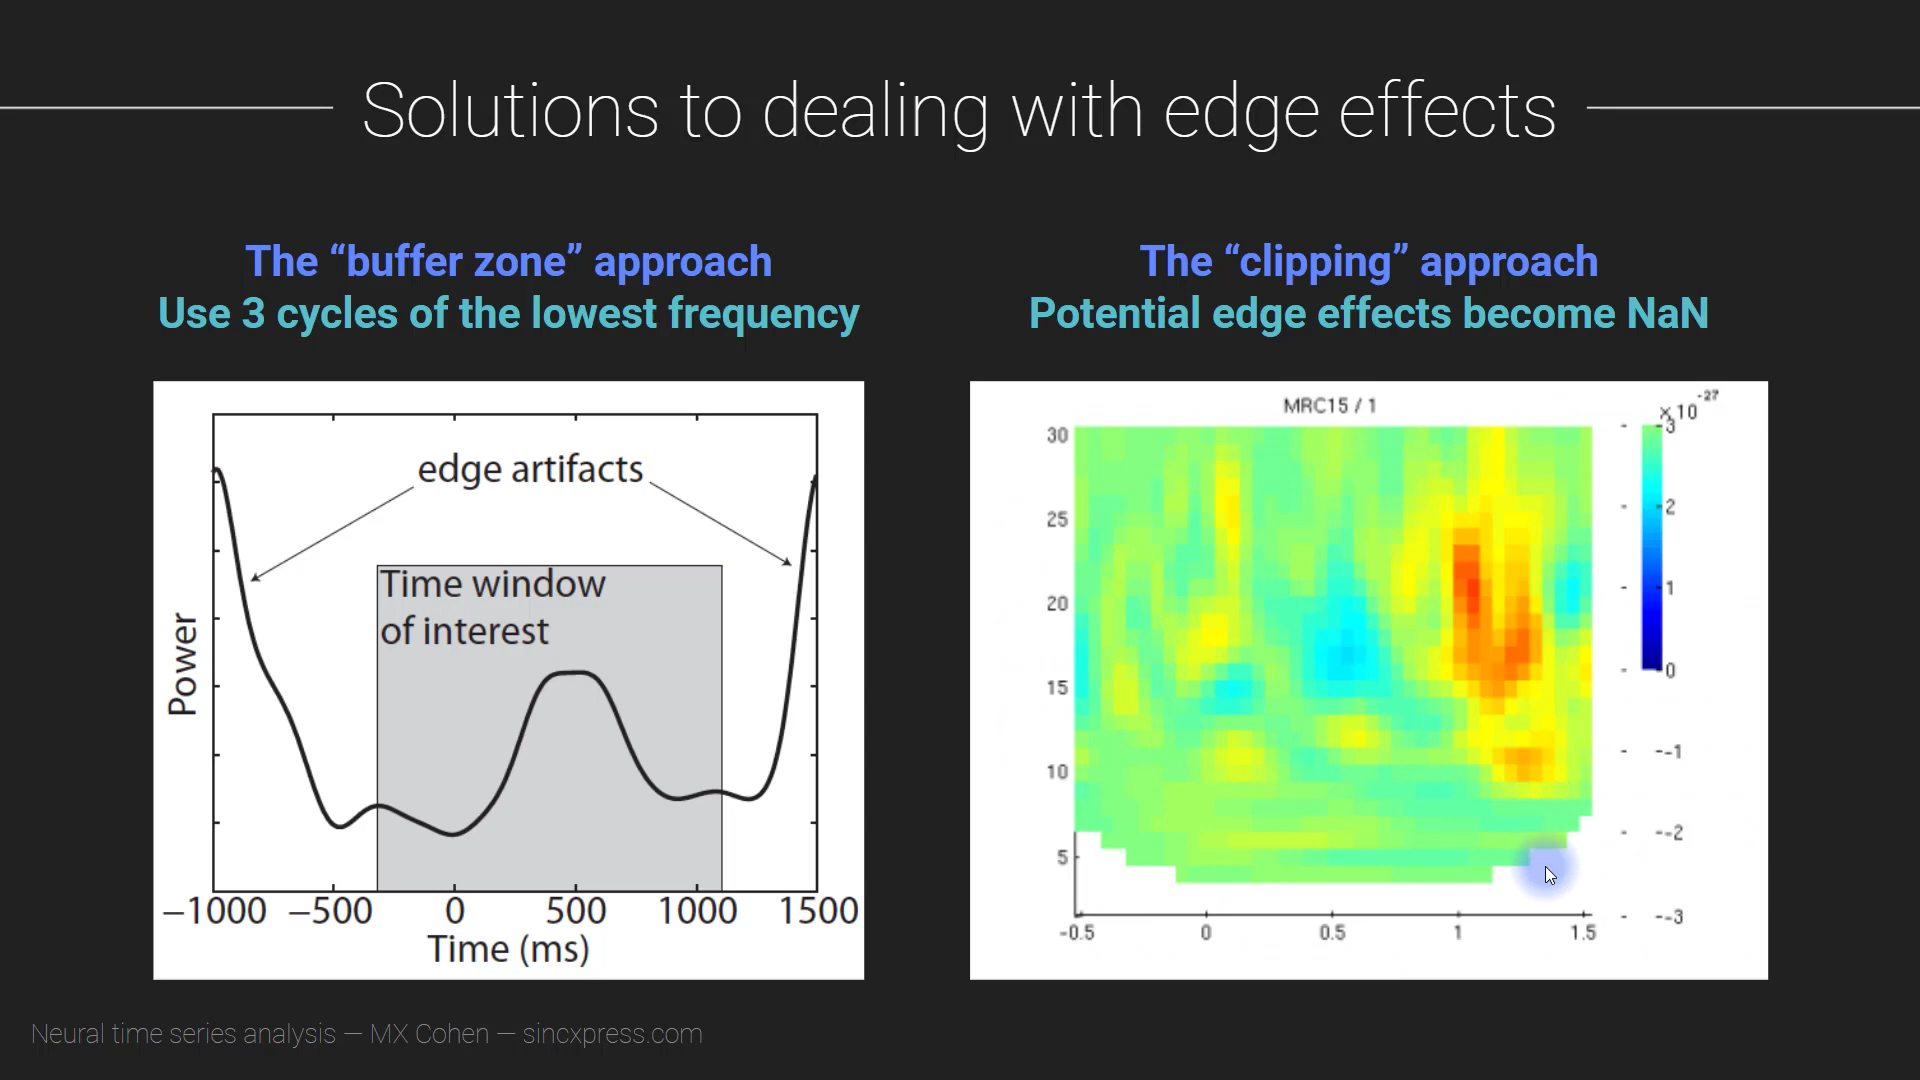 Solutions to dealing with edge effects
The “buffer zone” approach
Use 3 cycles of the lowest frequency
edge artifacts
Time window
of interest
Power
−1000 −500 0 500 1000 1500
Time (ms)
The “clipping” approach
Potential edge effects become NaN
MRC15 / 1
×10 -27
30
25
20
15
10
5
-0.5 0 0.5 1 1.5
- 3
- 2
- 1
- 0
- --1
- --2
- --3
Neural time series analysis — MX Cohen — sincxpress.com